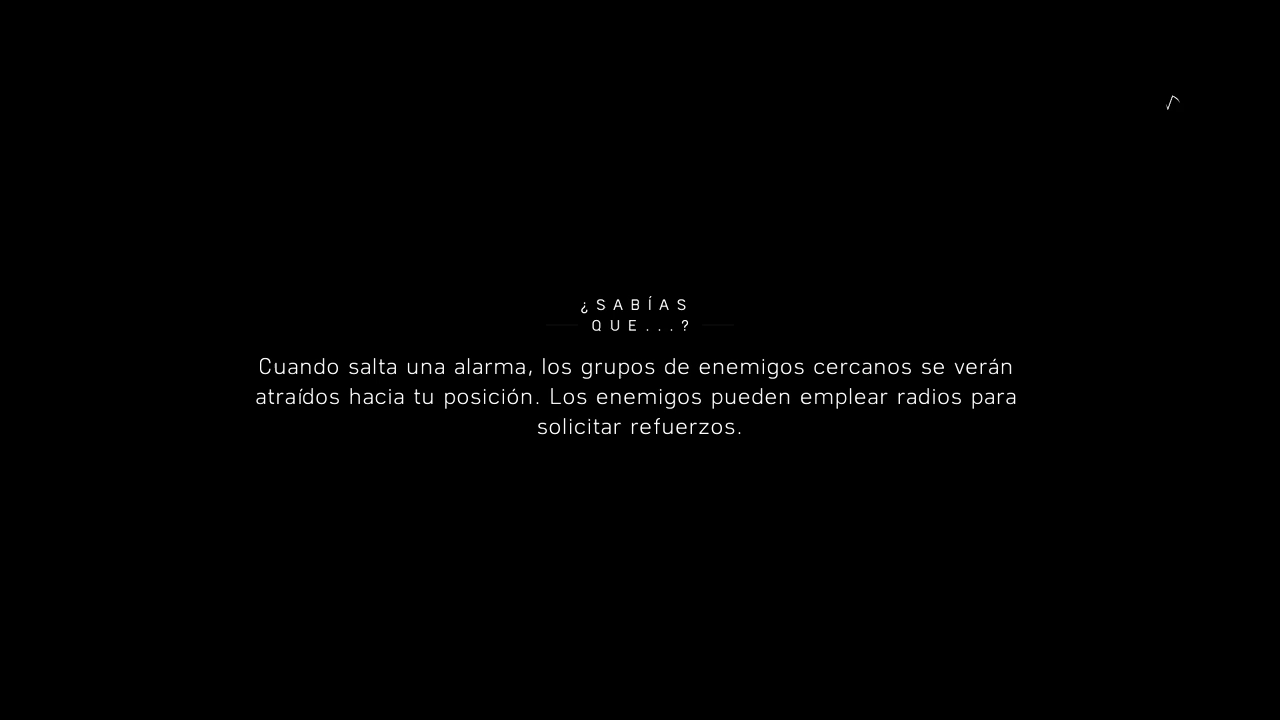 ¿SABÍAS
QUE...?
Cuando salta una alarma, los grupos de enemigos cercanos se verán
atraídos hacia tu posición. Los enemigos pueden emplear radios para
solicitar refuerzos.